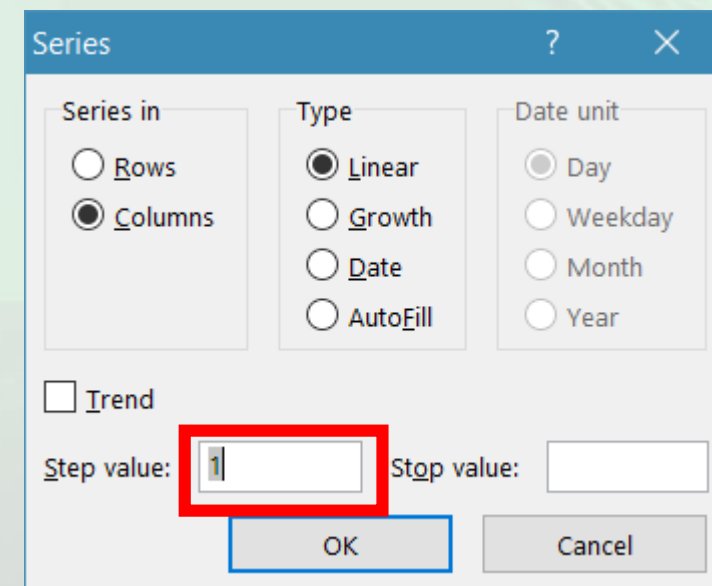 Series ?
Series in
Rows
Columns
Type
Linear
Growth
Date
AutoFill
Date unit
Day
Weekday
Month
Year
Trend
Step value: 1 Stop value:
OK Cancel